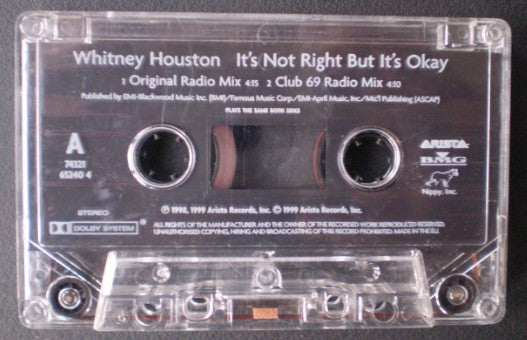 Whitney Houston It's Not Right But It's Okay
1 Original Radio Mix 4:15 2 Club 69 Radio Mix 4:30
Published by EMI-Blackwood Music Inc. (BMI)/Famous Music Corp./EMI-April Music, Inc./Mic'l Publishing (ASCAP)
PLAYS THE SAME BOTH SIDES
A
74321
65240 4
ARISTA
BMG
Nippy, Inc.
STEREO
DOLBY SYSTEM
℗ 1998, 1999 Arista Records, Inc. © 1999 Arista Records, Inc.
ALL RIGHTS OF THE MANUFACTURER AND THE OWNER OF THE RECORDED WORK REPRODUCED RESERVED.
UNAUTHORISED COPYING, HIRING AND BROADCASTING OF THIS RECORD PROHIBITED. MADE IN THE EU.